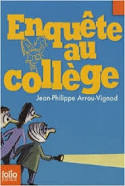 Enquête
au
collège
Jean-Philippe Arrou-Vignod
folio
junior